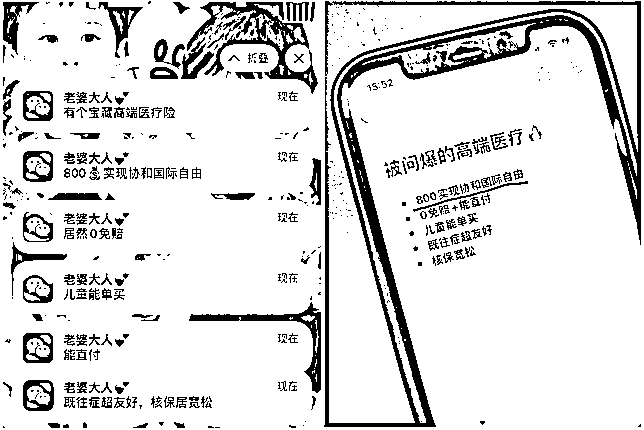 折叠
老婆大人💕 现在
有个宝藏高端医疗险
老婆大人💕 现在
800💰实现协和国际自由
老婆大人💕 现在
居然0免赔
老婆大人💕 现在
儿童能单买
老婆大人💕 现在
能直付
老婆大人💕 现在
既往症超友好，核保居宽松
15:52
被问爆的高端医疗🔥
800实现协和国际自由
0免赔+能直付
儿童能单买
既往症超友好
核保宽松